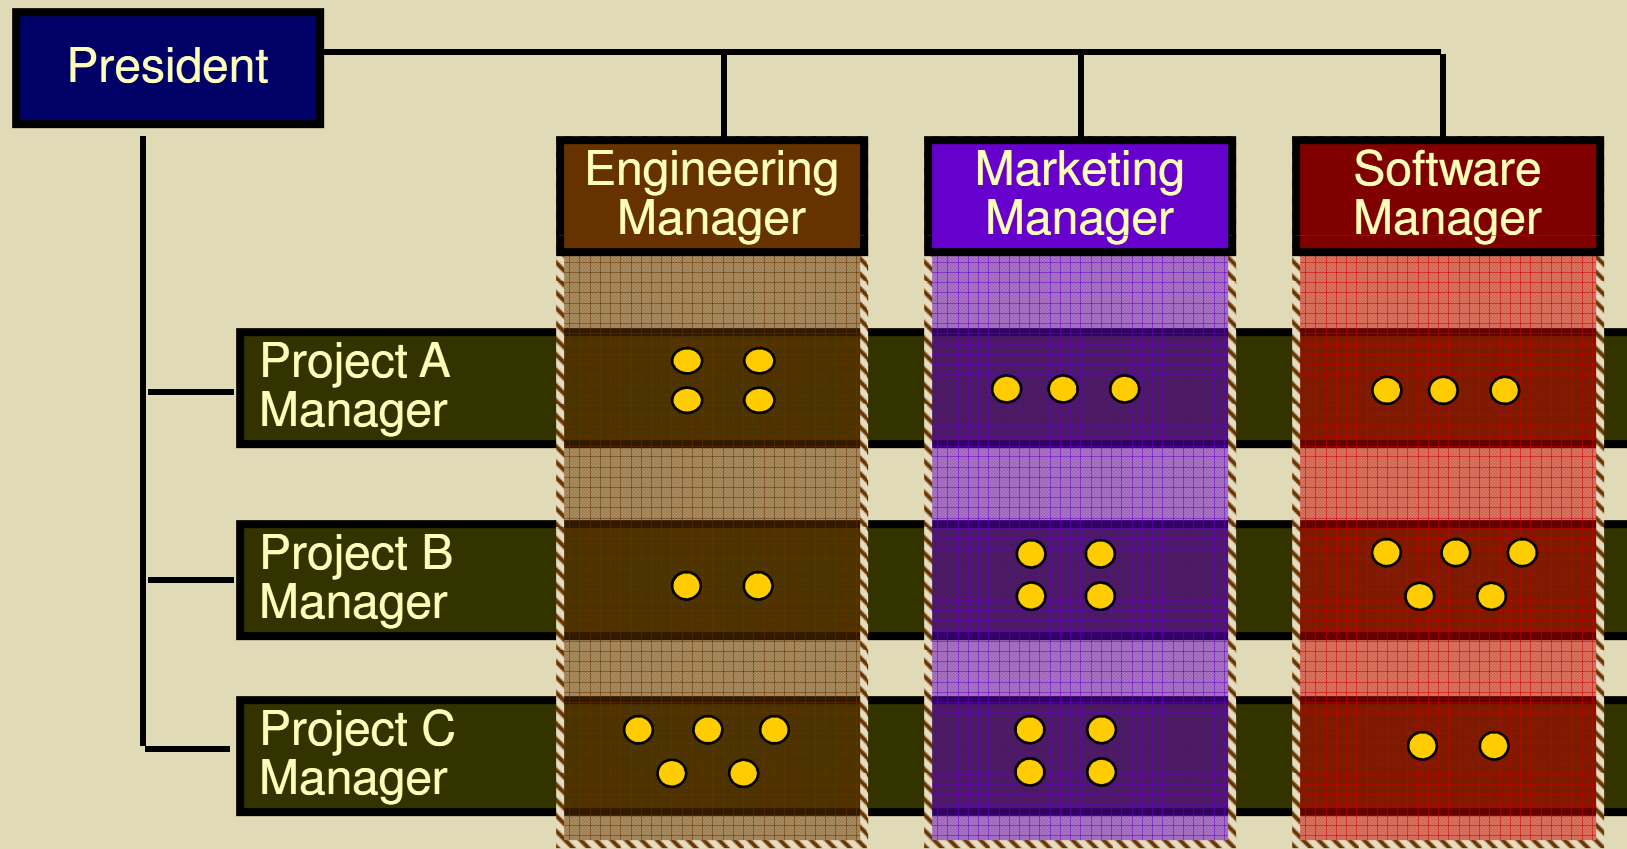 President
Engineering
Manager
Marketing
Manager
Software
Manager
Project A
Manager
Project B
Manager
Project C
Manager